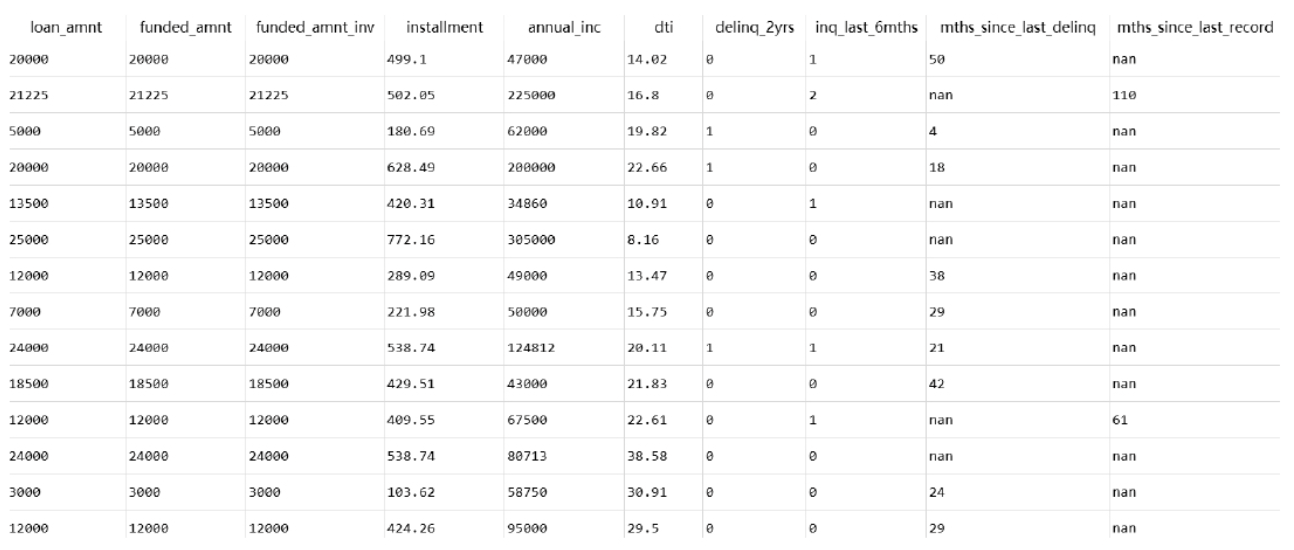 loan_amnt funded_amnt funded_amnt_inv installment annual_inc dti delinq_2yrs inq_last_6mths mths_since_last_delinq mths_since_last_record
20000 20000 20000 499.1 47000 14.02 0 1 50 nan
21225 21225 21225 502.05 225000 16.8 0 2 nan 110
5000 5000 5000 180.69 62000 19.82 1 0 4 nan
20000 20000 20000 628.49 200000 22.66 1 0 18 nan
13500 13500 13500 420.31 34860 10.91 0 1 nan nan
25000 25000 25000 772.16 305000 8.16 0 0 nan nan
12000 12000 12000 289.09 49000 13.47 0 0 38 nan
7000 7000 7000 221.98 50000 15.75 0 0 29 nan
24000 24000 24000 538.74 124812 20.11 1 1 21 nan
18500 18500 18500 429.51 43000 21.83 0 0 42 nan
12000 12000 12000 409.55 67500 22.61 0 1 nan 61
24000 24000 24000 538.74 80713 38.58 0 0 nan nan
3000 3000 3000 103.62 58750 30.91 0 0 24 nan
12000 12000 12000 424.26 95000 29.5 0 0 29 nan